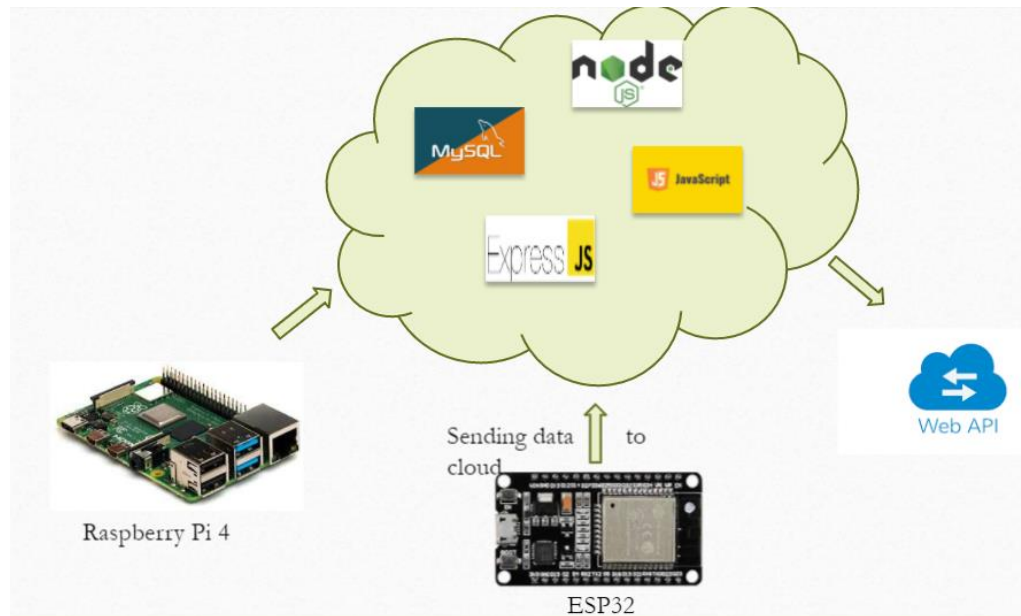 node
JS
MySQL
JS JavaScript
Express JS
Sending data to
cloud
Web API
Raspberry Pi 4
ESP32